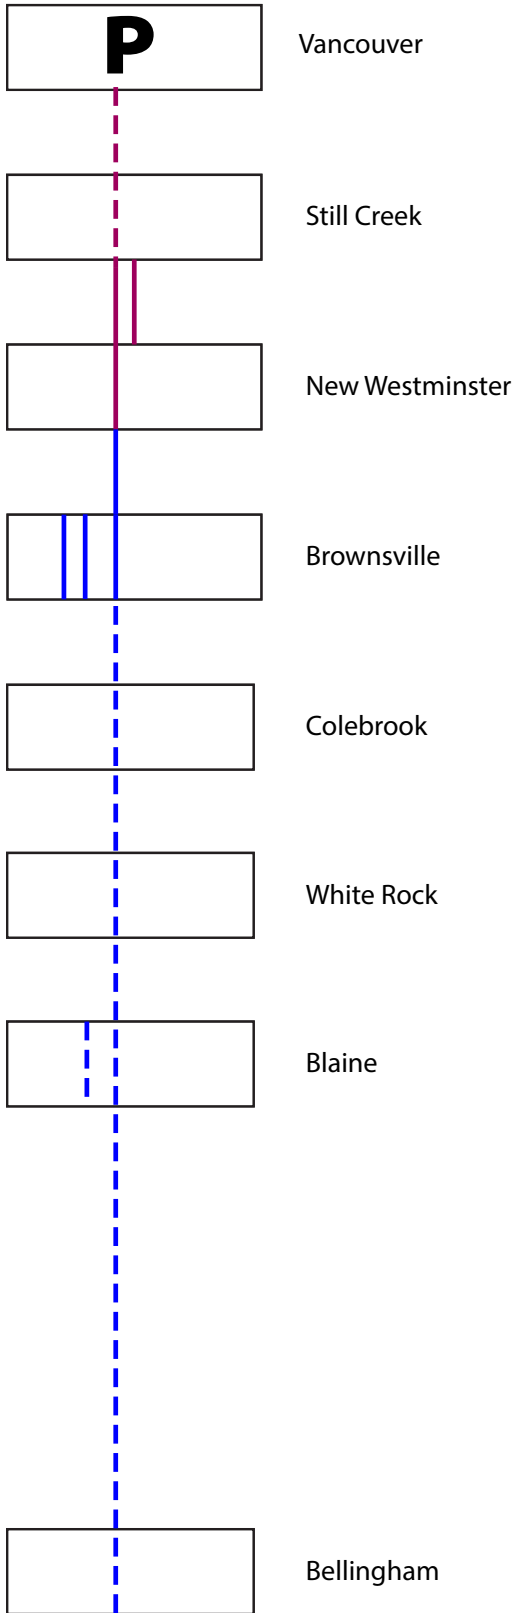 P
Vancouver
Still Creek
New Westminster
Brownsville
Colebrook
White Rock
Blaine
Bellingham